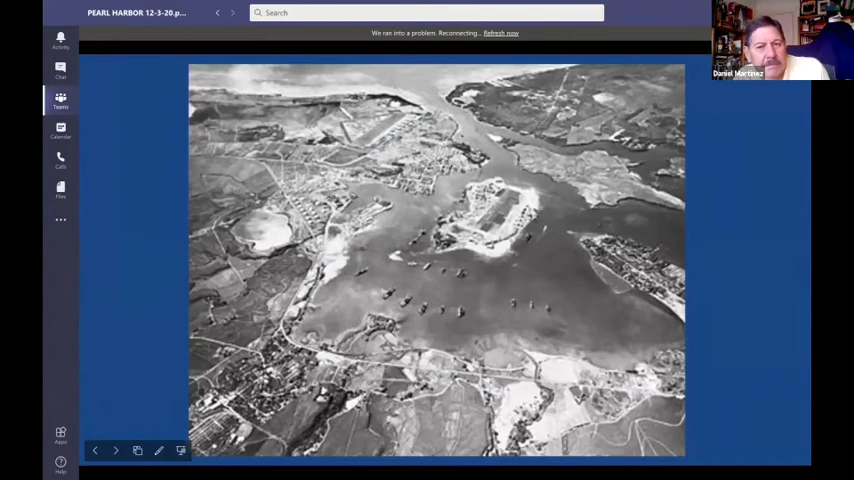 PEARL HARBOR 12-3-20.p...
Search
We ran into a problem. Reconnecting... Refresh now
Daniel Martinez
Activity
Chat
Teams
Calendar
Calls
Files
Apps
Help